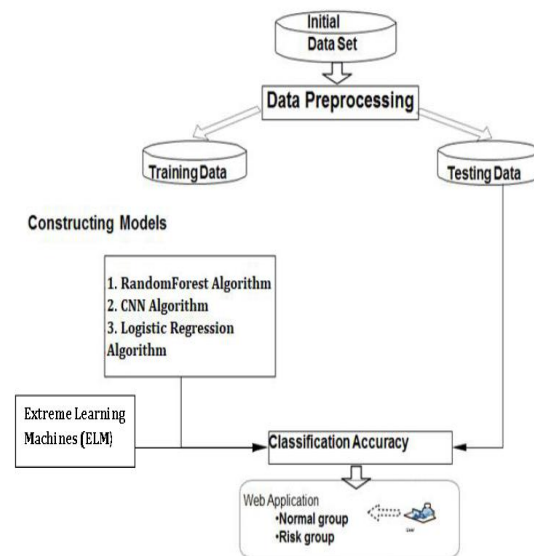 Initial
Data Set
Data Preprocessing
Training Data
Testing Data
Constructing Models
1. RandomForest Algorithm
2. CNN Algorithm
3. Logistic Regression
Algorithm
Extreme Learning
Machines (ELM)
Classification Accuracy
Web Application
•Normal group
•Risk group